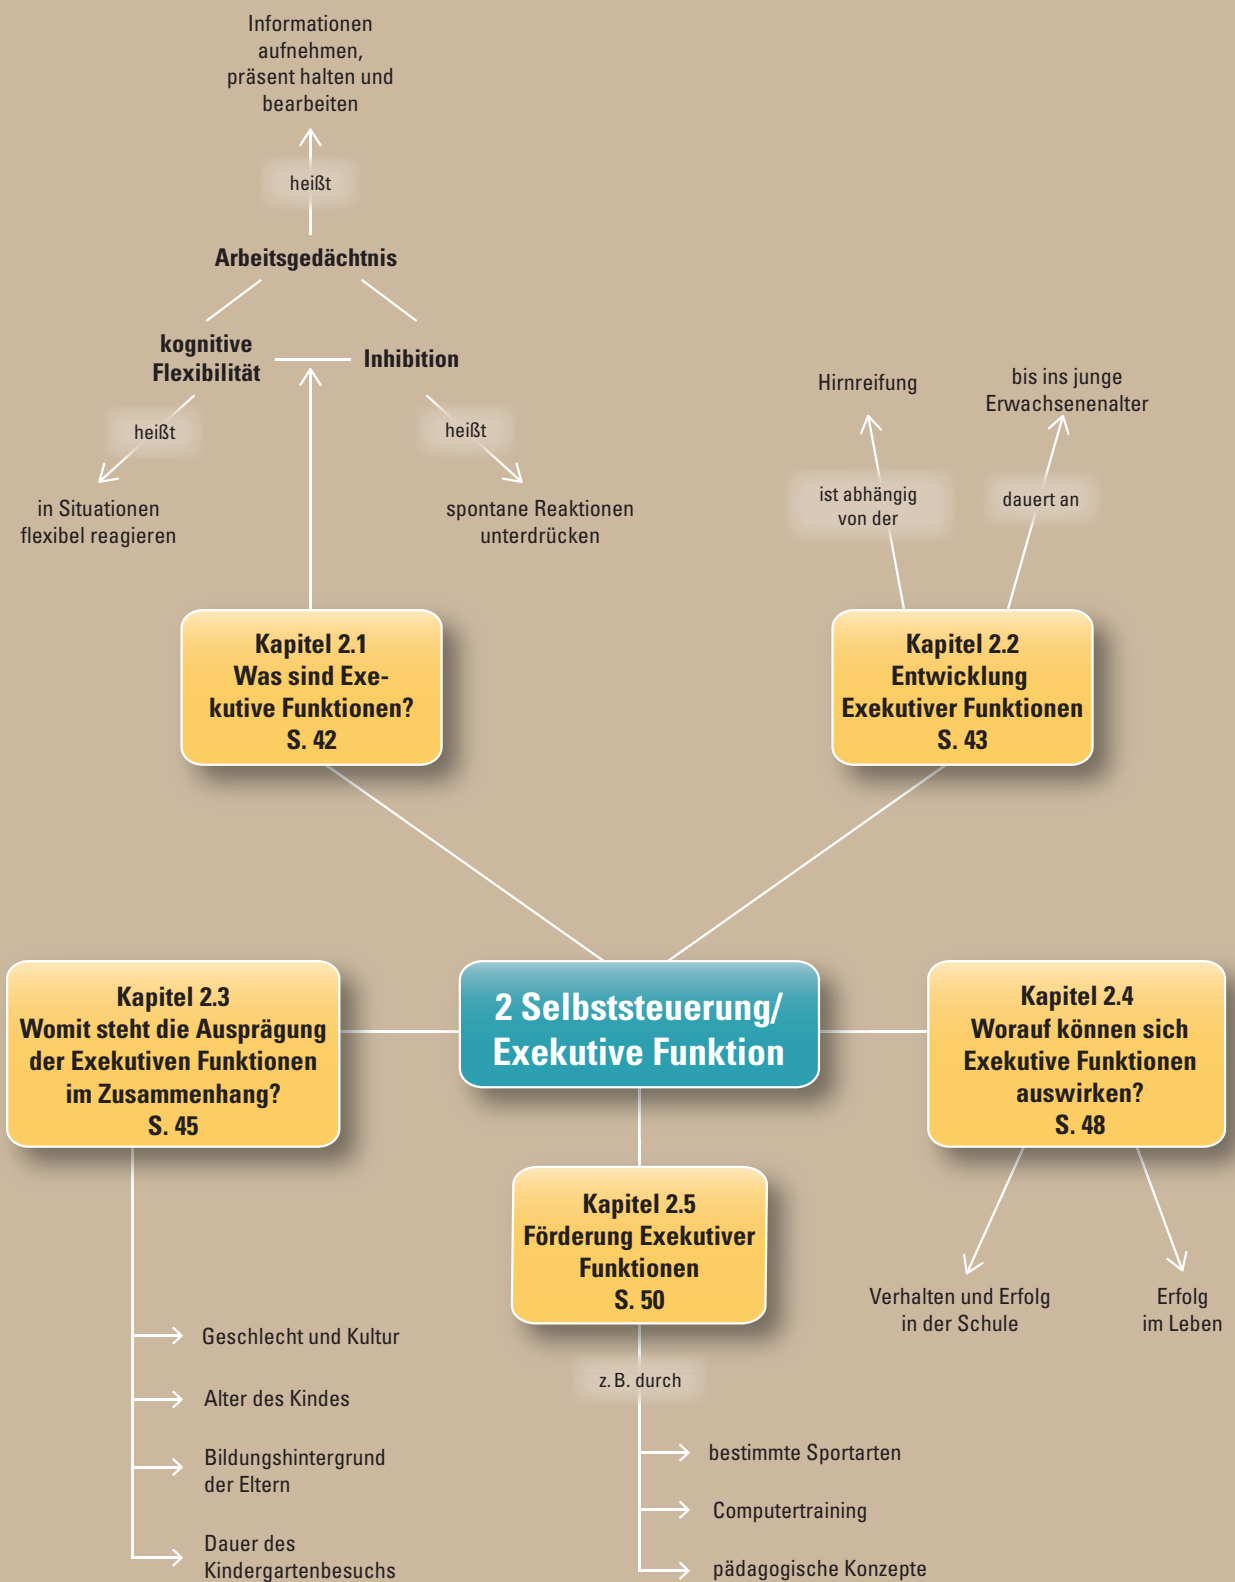 Informationen
aufnehmen,
präsent halten und
bearbeiten
heißt
Arbeitsgedächtnis
kognitive
Flexibilität
Inhibition
heißt
heißt
in Situationen
flexibel reagieren
spontane Reaktionen
unterdrücken
Hirnreifung
bis ins junge
Erwachsenenalter
ist abhängig
von der
dauert an
Kapitel 2.1
Was sind Exe-
kutive Funktionen?
S. 42
Kapitel 2.2
Entwicklung
Exekutiver Funktionen
S. 43
Kapitel 2.3
Womit steht die Ausprägung
der Exekutiven Funktionen
im Zusammenhang?
S. 45
2 Selbststeuerung/
Exekutive Funktion
Kapitel 2.4
Worauf können sich
Exekutive Funktionen
auswirken?
S. 48
Kapitel 2.5
Förderung Exekutiver
Funktionen
S. 50
Verhalten und Erfolg
in der Schule
Erfolg
im Leben
Geschlecht und Kultur
Alter des Kindes
Bildungshintergrund
der Eltern
Dauer des
Kindergartenbesuchs
z. B. durch
bestimmte Sportarten
Computertraining
pädagogische Konzepte